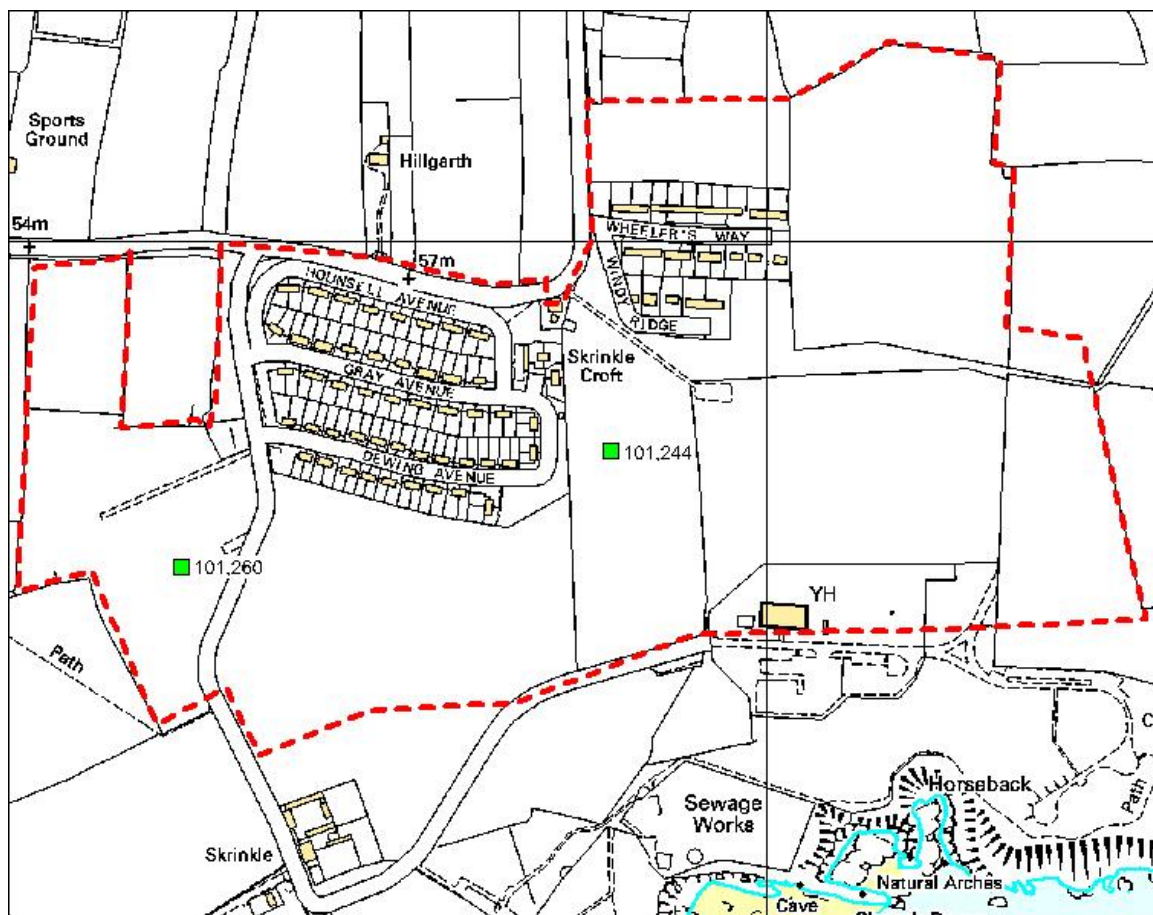 Sports
Ground
Hillgarth
54m
57m
WHEELER'S WAY
WINDY
RIDGE
HOUNSELL AVENUE
Skrinkle
Croft
GRAY AVENUE
101,244
DEWING AVENUE
101,260
YH
Path
C
Horseback
Path
Sewage
Works
Skrinkle
Natural Arches
Cave